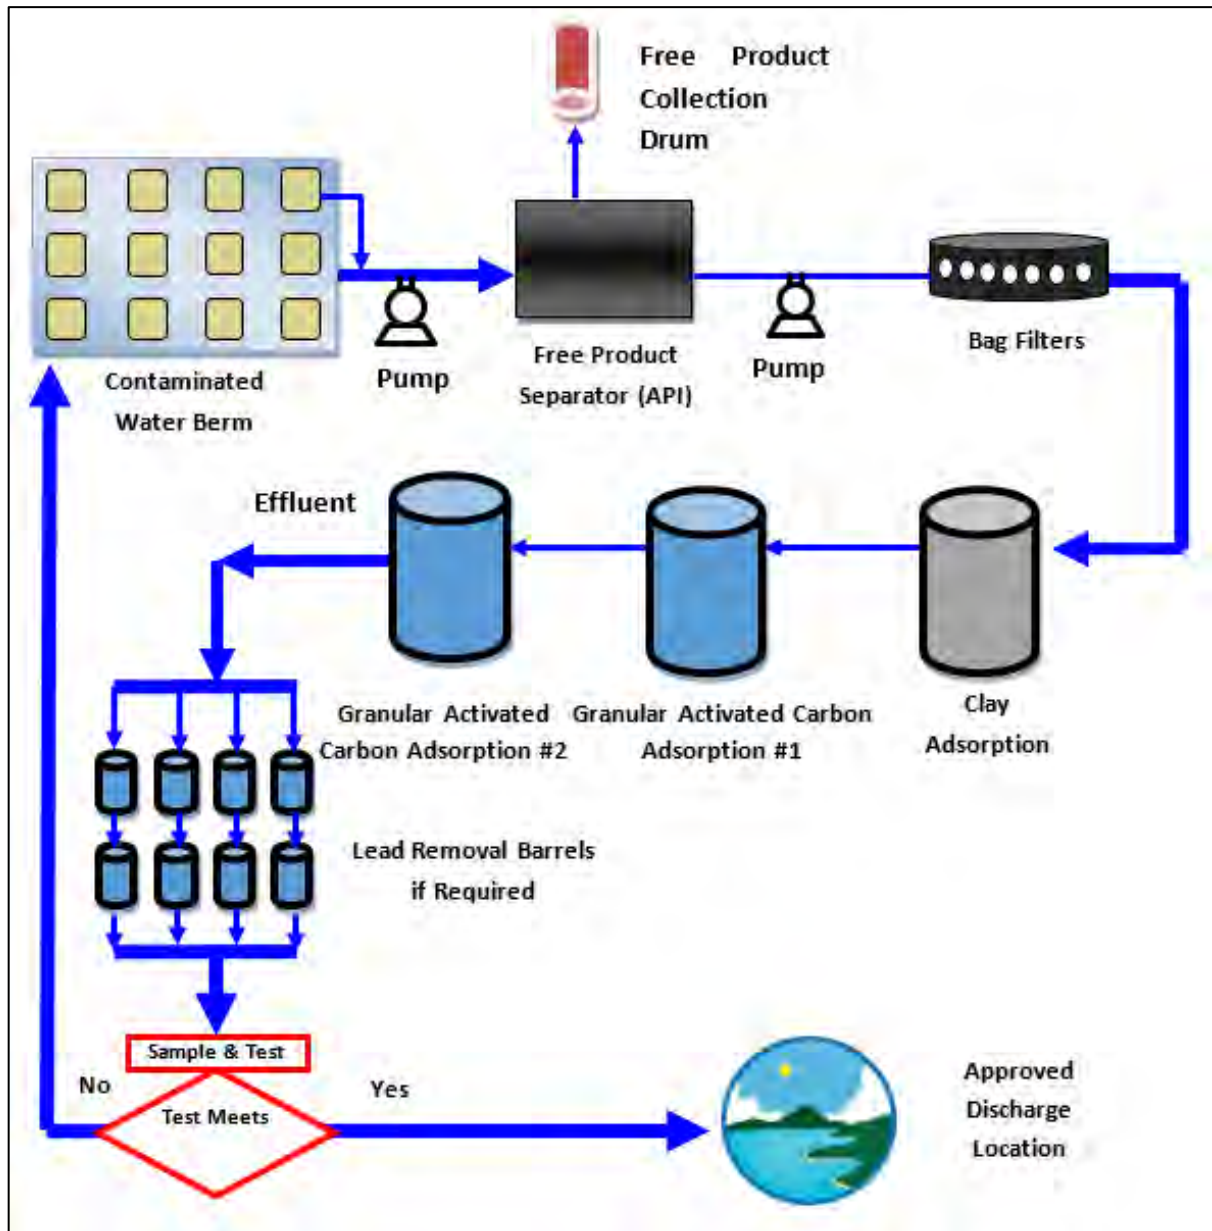 Free Product
Collection
Drum
Contaminated
Water Berm
Pump
Free Product
Separator (API)
Pump
Bag Filters
Effluent
Granular Activated
Carbon Adsorption #2
Granular Activated Carbon
Adsorption #1
Clay
Adsorption
Lead Removal Barrels
if Required
Sample & Test
No
Test Meets
Yes
Approved
Discharge
Location